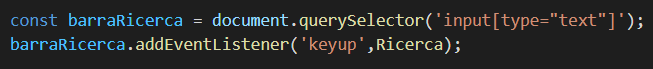 const barraRicerca = document.querySelector('input[type="text"]');
barraRicerca.addEventListener('keyup',Ricerca);